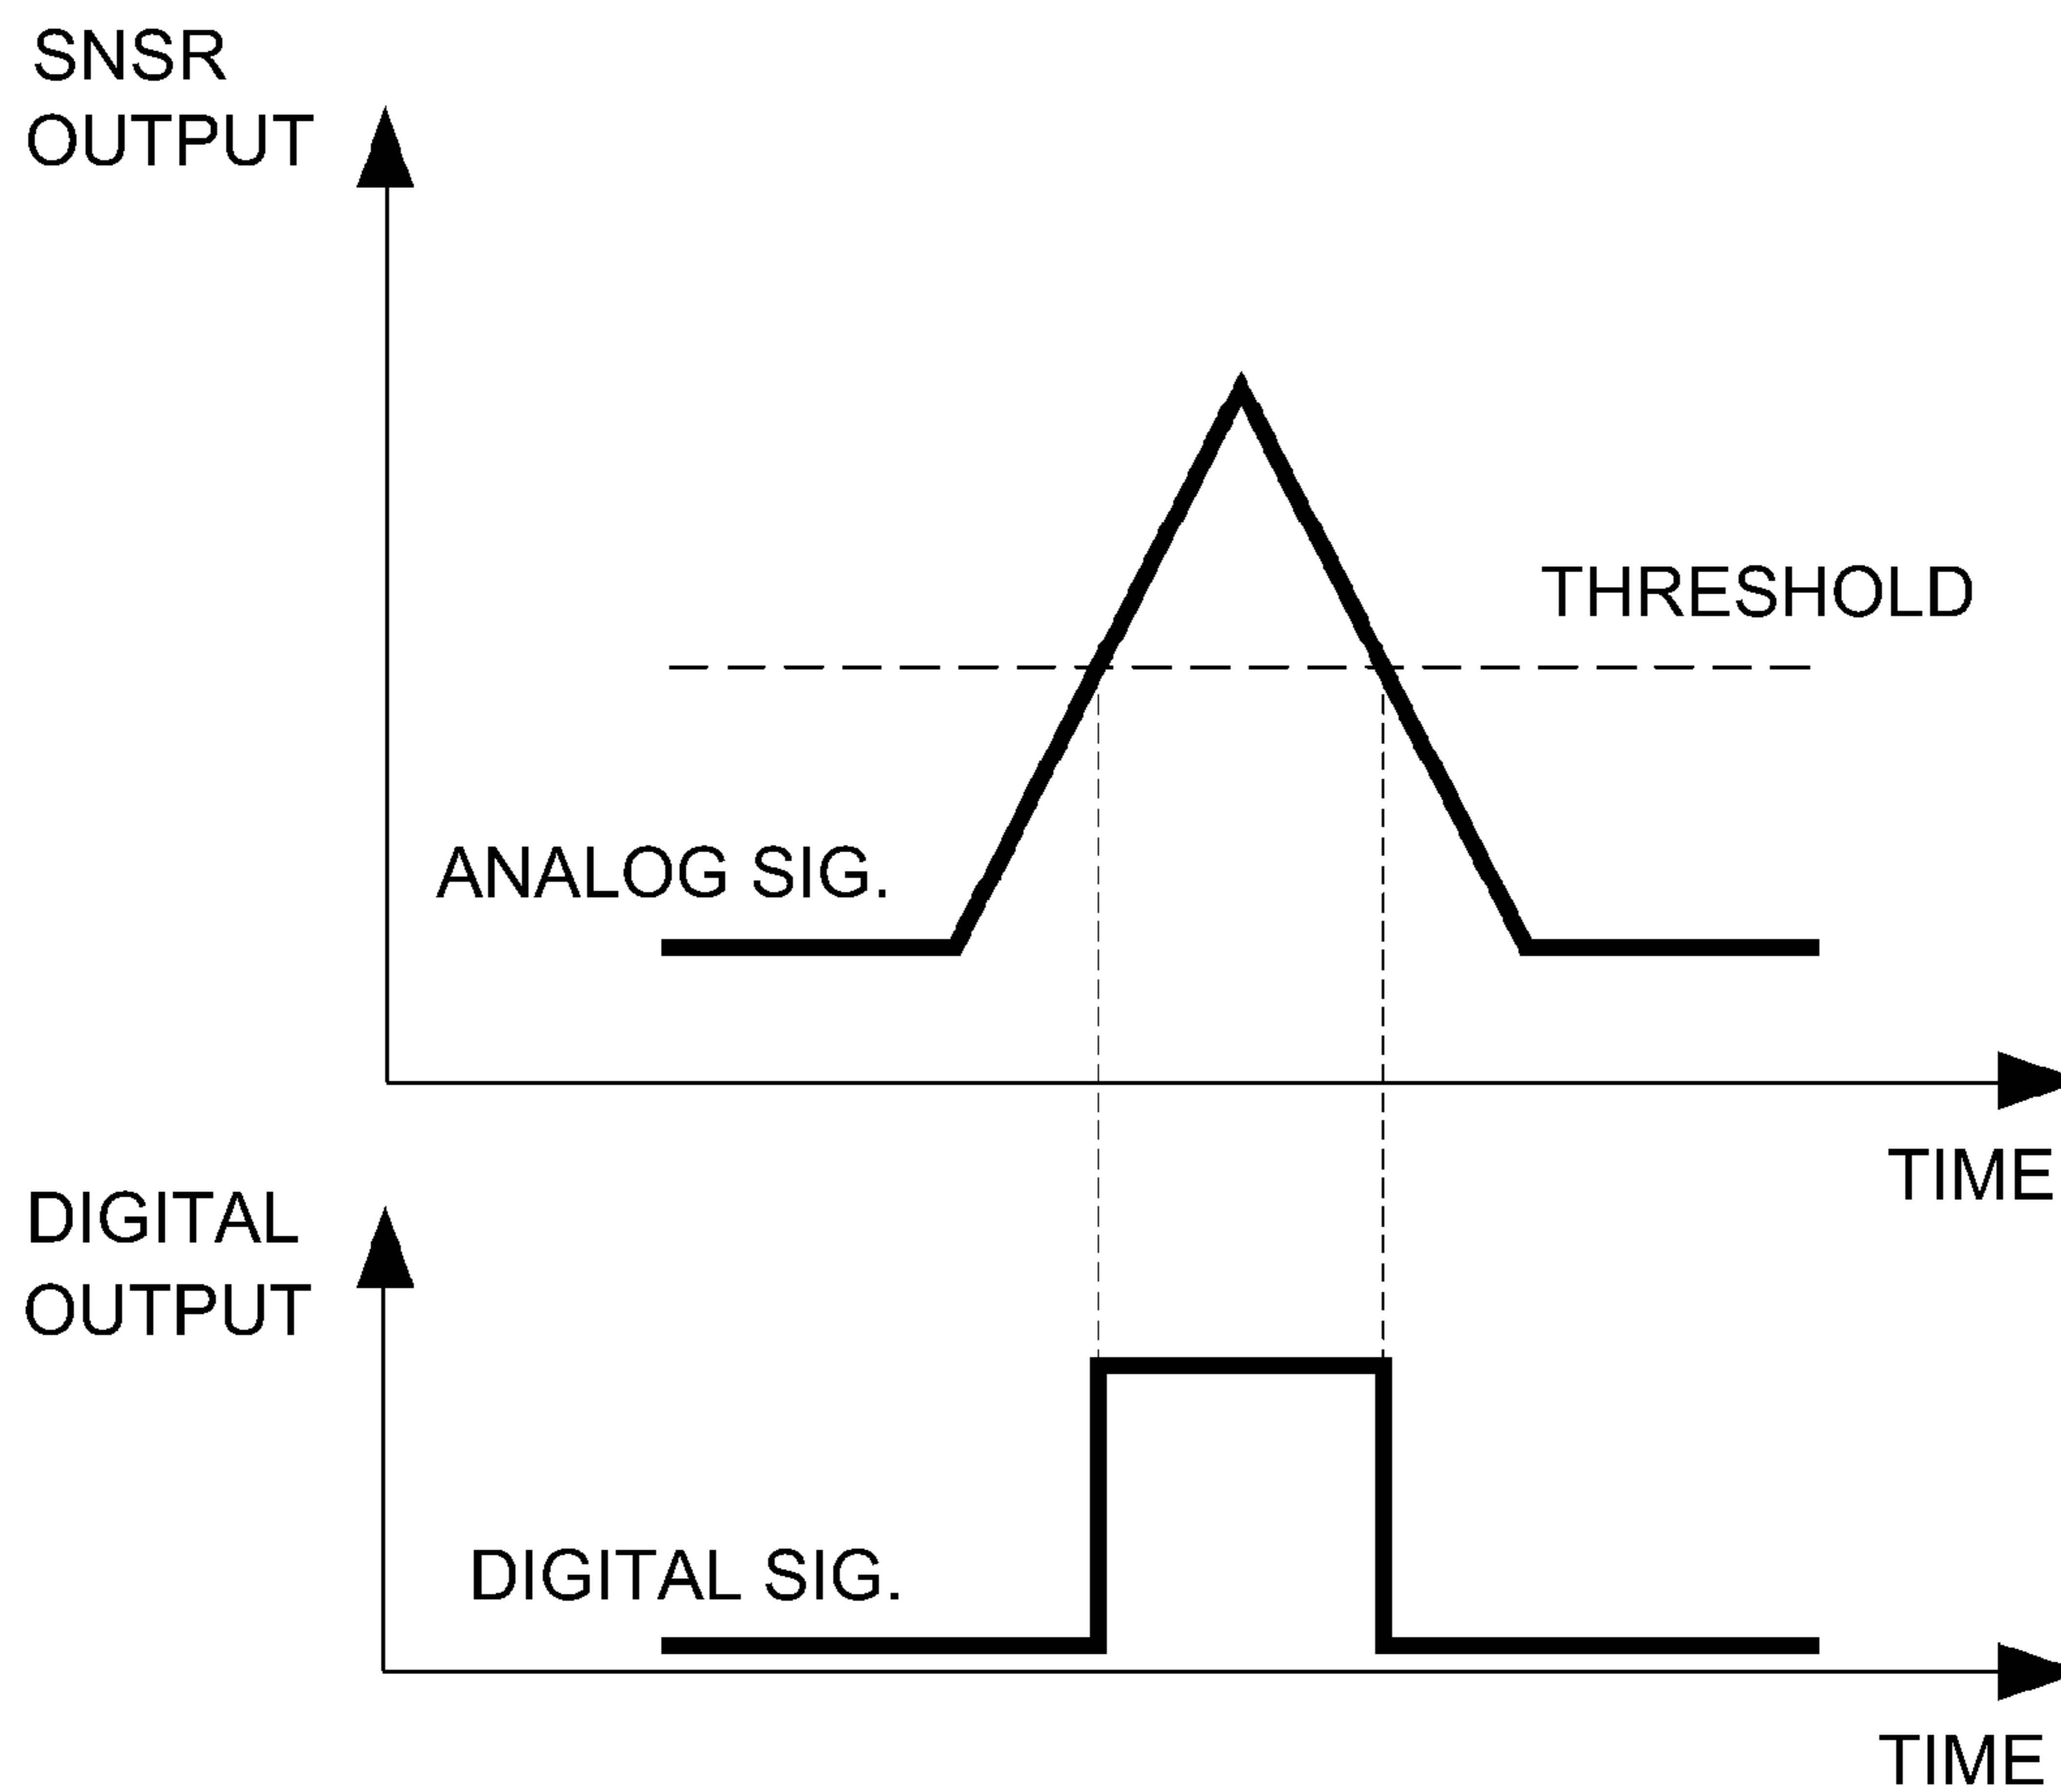 SNSR
OUTPUT
THRESHOLD
ANALOG SIG.
TIME
DIGITAL
OUTPUT
DIGITAL SIG.
TIME